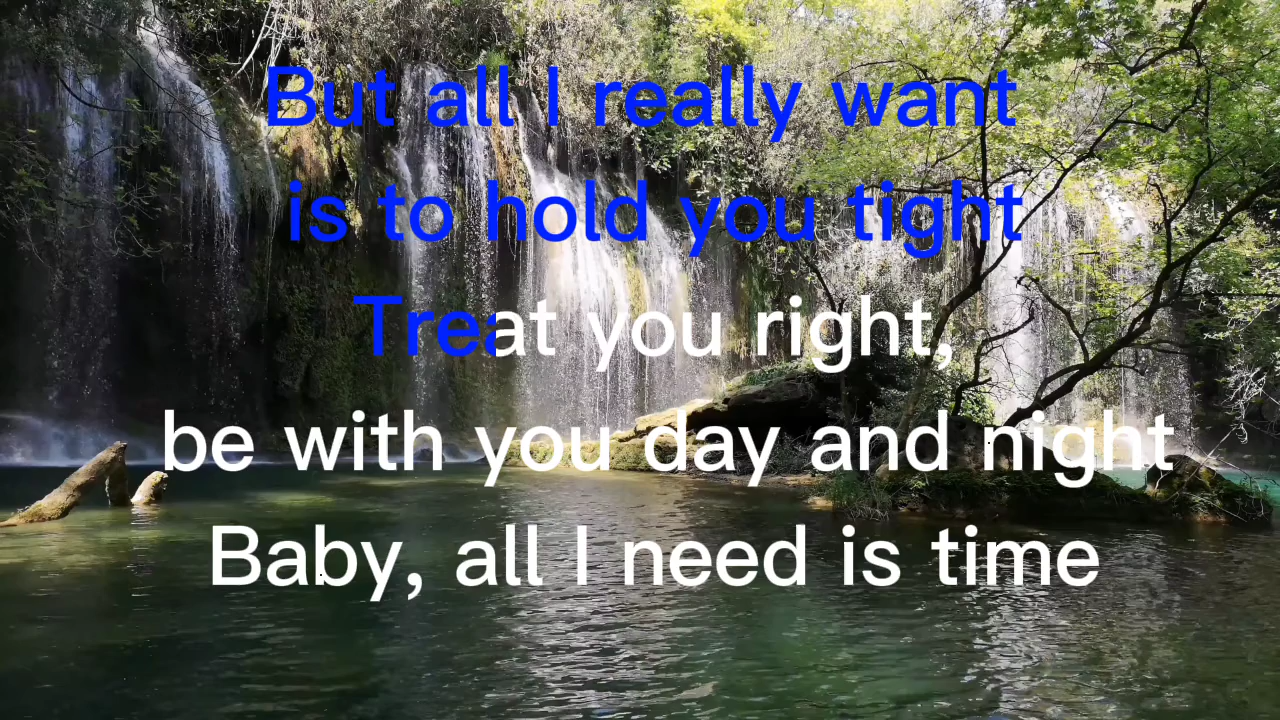 But all I really want
is to hold you tight
Treat you right,
be with you day and night
Baby, all I need is time